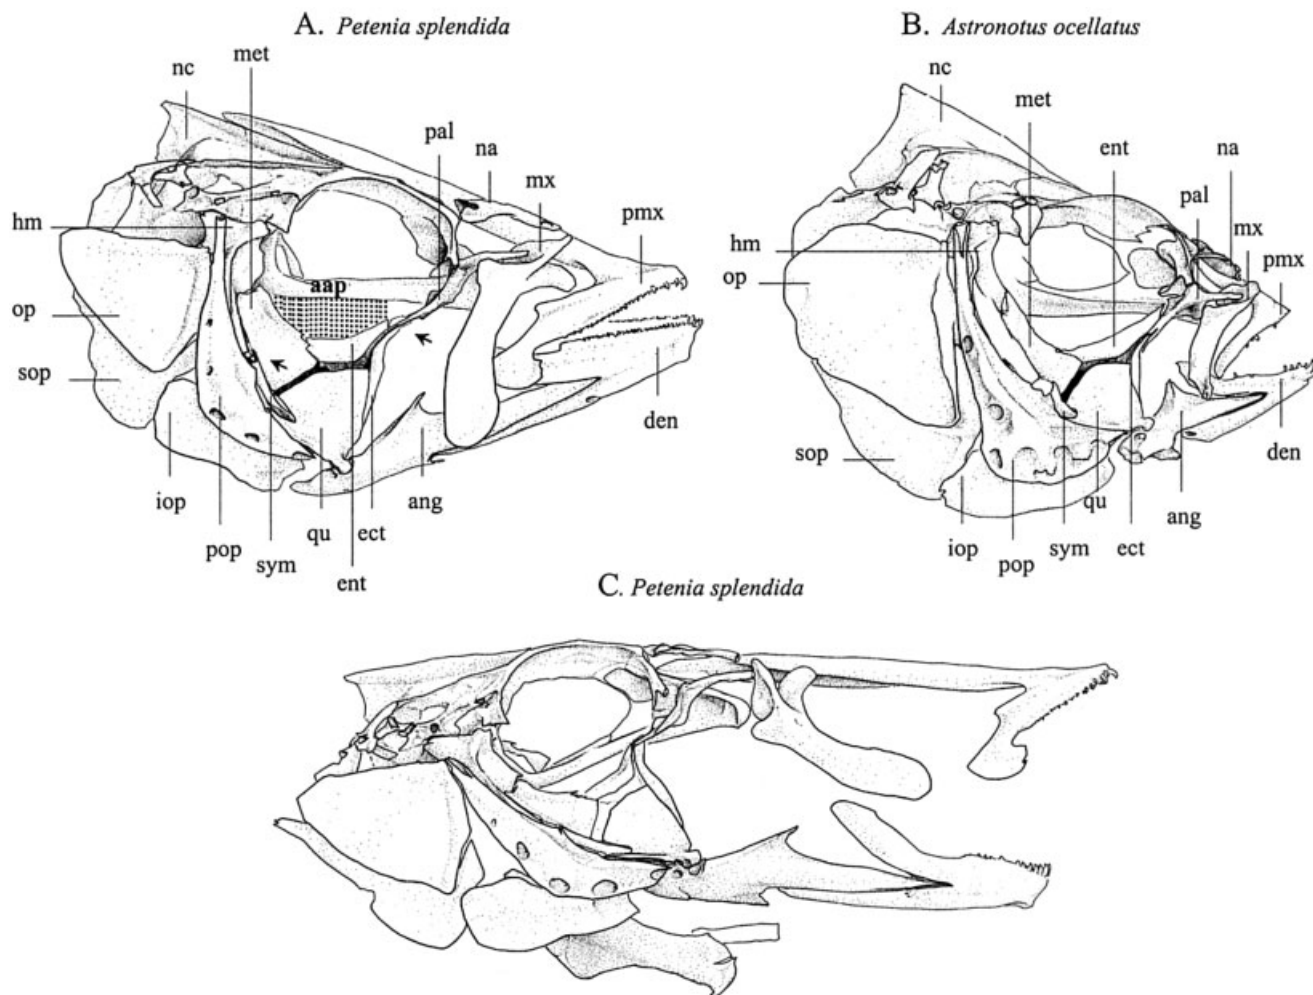 A. Petenia splendida
B. Astronotus ocellatus
nc
met
pal
na
mx
pmx
hm
op
sop
aap
den
iop
pop
sym
qu
ent
ect
ang
nc
met
ent
na
pal
mx
pmx
hm
op
sop
den
iop
pop
sym
qu
ect
ang
C. Petenia splendida